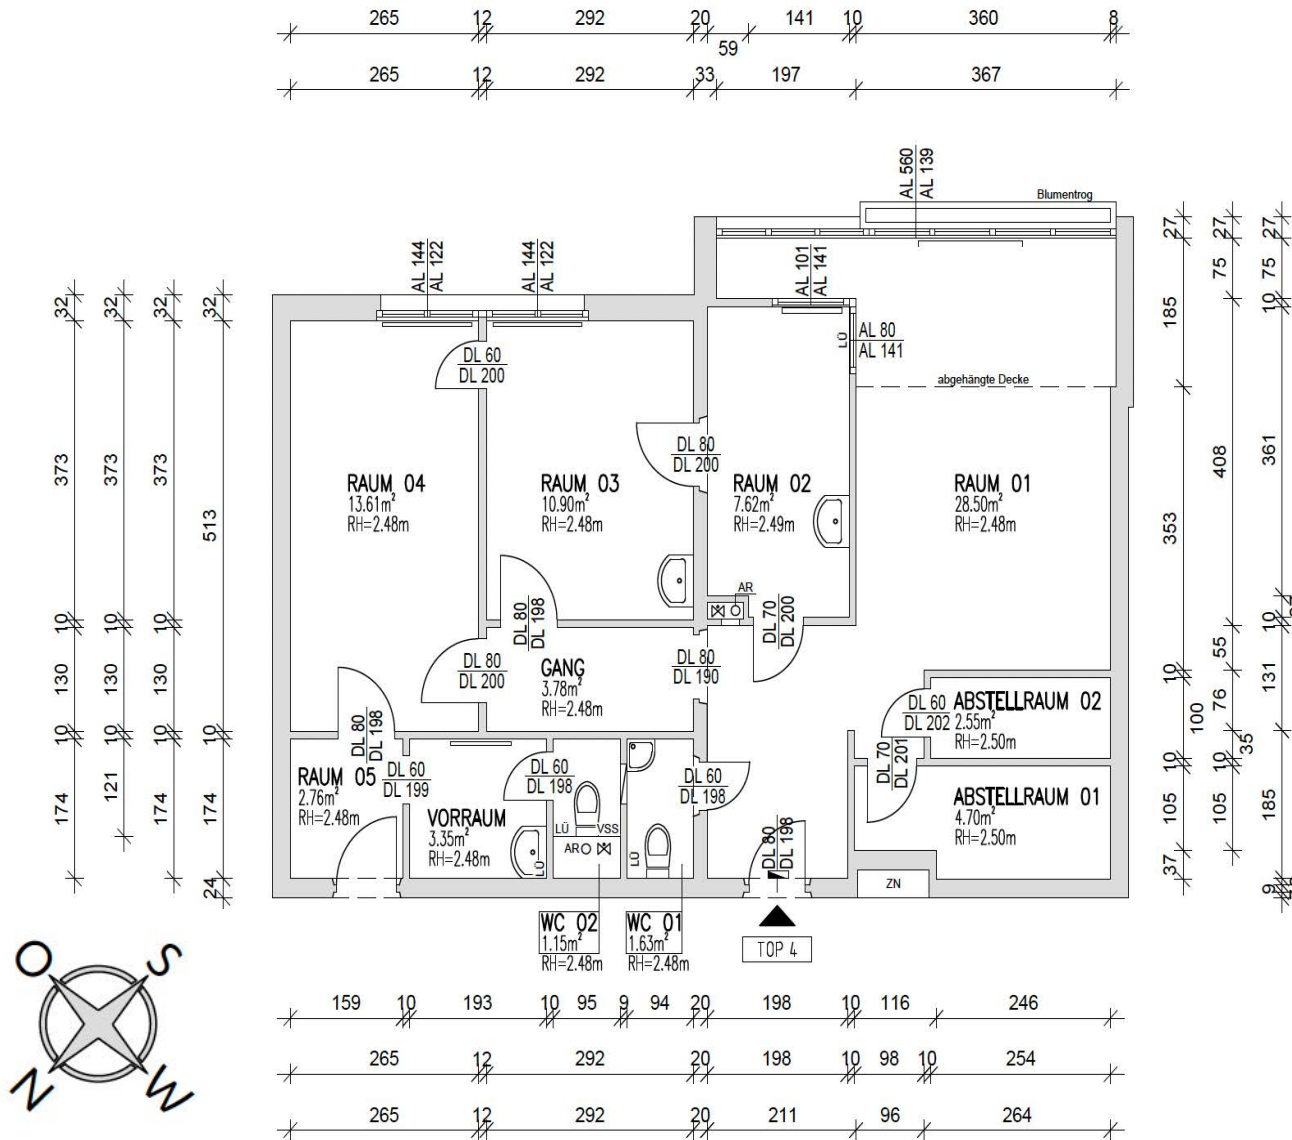 265 12 292 20 141 10 360 8
59
265 12 292 33 197 367
AL 560
AL 139
Blumentrog
AL 144
AL 122
AL 144
AL 122
AL 101
AL 141
LÜ
AL 80
AL 141
abgehängte Decke
DL 60
DL 200
DL 80
DL 200
RAUM 04
13.61m²
RH=2.48m
RAUM 03
10.90m²
RH=2.48m
RAUM 02
7.62m²
RH=2.49m
RAUM 01
28.50m²
RH=2.48m
AR
DL 80
DL 198
DL 70
DL 200
DL 80
DL 200
GANG
3.78m²
RH=2.48m
DL 80
DL 190
DL 60
DL 202
ABSTELLRAUM 02
2.55m²
RH=2.50m
DL 80
DL 198
RAUM 05
2.76m²
RH=2.48m
DL 60
DL 199
VORRAUM
3.35m²
RH=2.48m
LÜ
DL 60
DL 198
LÜ VSS
AR
LÜ
DL 60
DL 198
DL 80
DL 198
DL 70
DL 201
ABSTELLRAUM 01
4.70m²
RH=2.50m
ZN
WC 02
1.15m²
RH=2.48m
WC 01
1.63m²
RH=2.48m
TOP 4
32 373 10 130 10 174
32 373 10 130 10 121
32 373 10 130 10 174
32 513 10 174 24
27 185 353 10 100 10 105 37
27 75 408 55 76 35 10 105
27 75 10 361 10 131 185 9
O S
N W
159 10 193 10 95 9 94 20 198 10 116 246
265 12 292 20 198 10 98 10 254
265 12 292 20 211 96 264